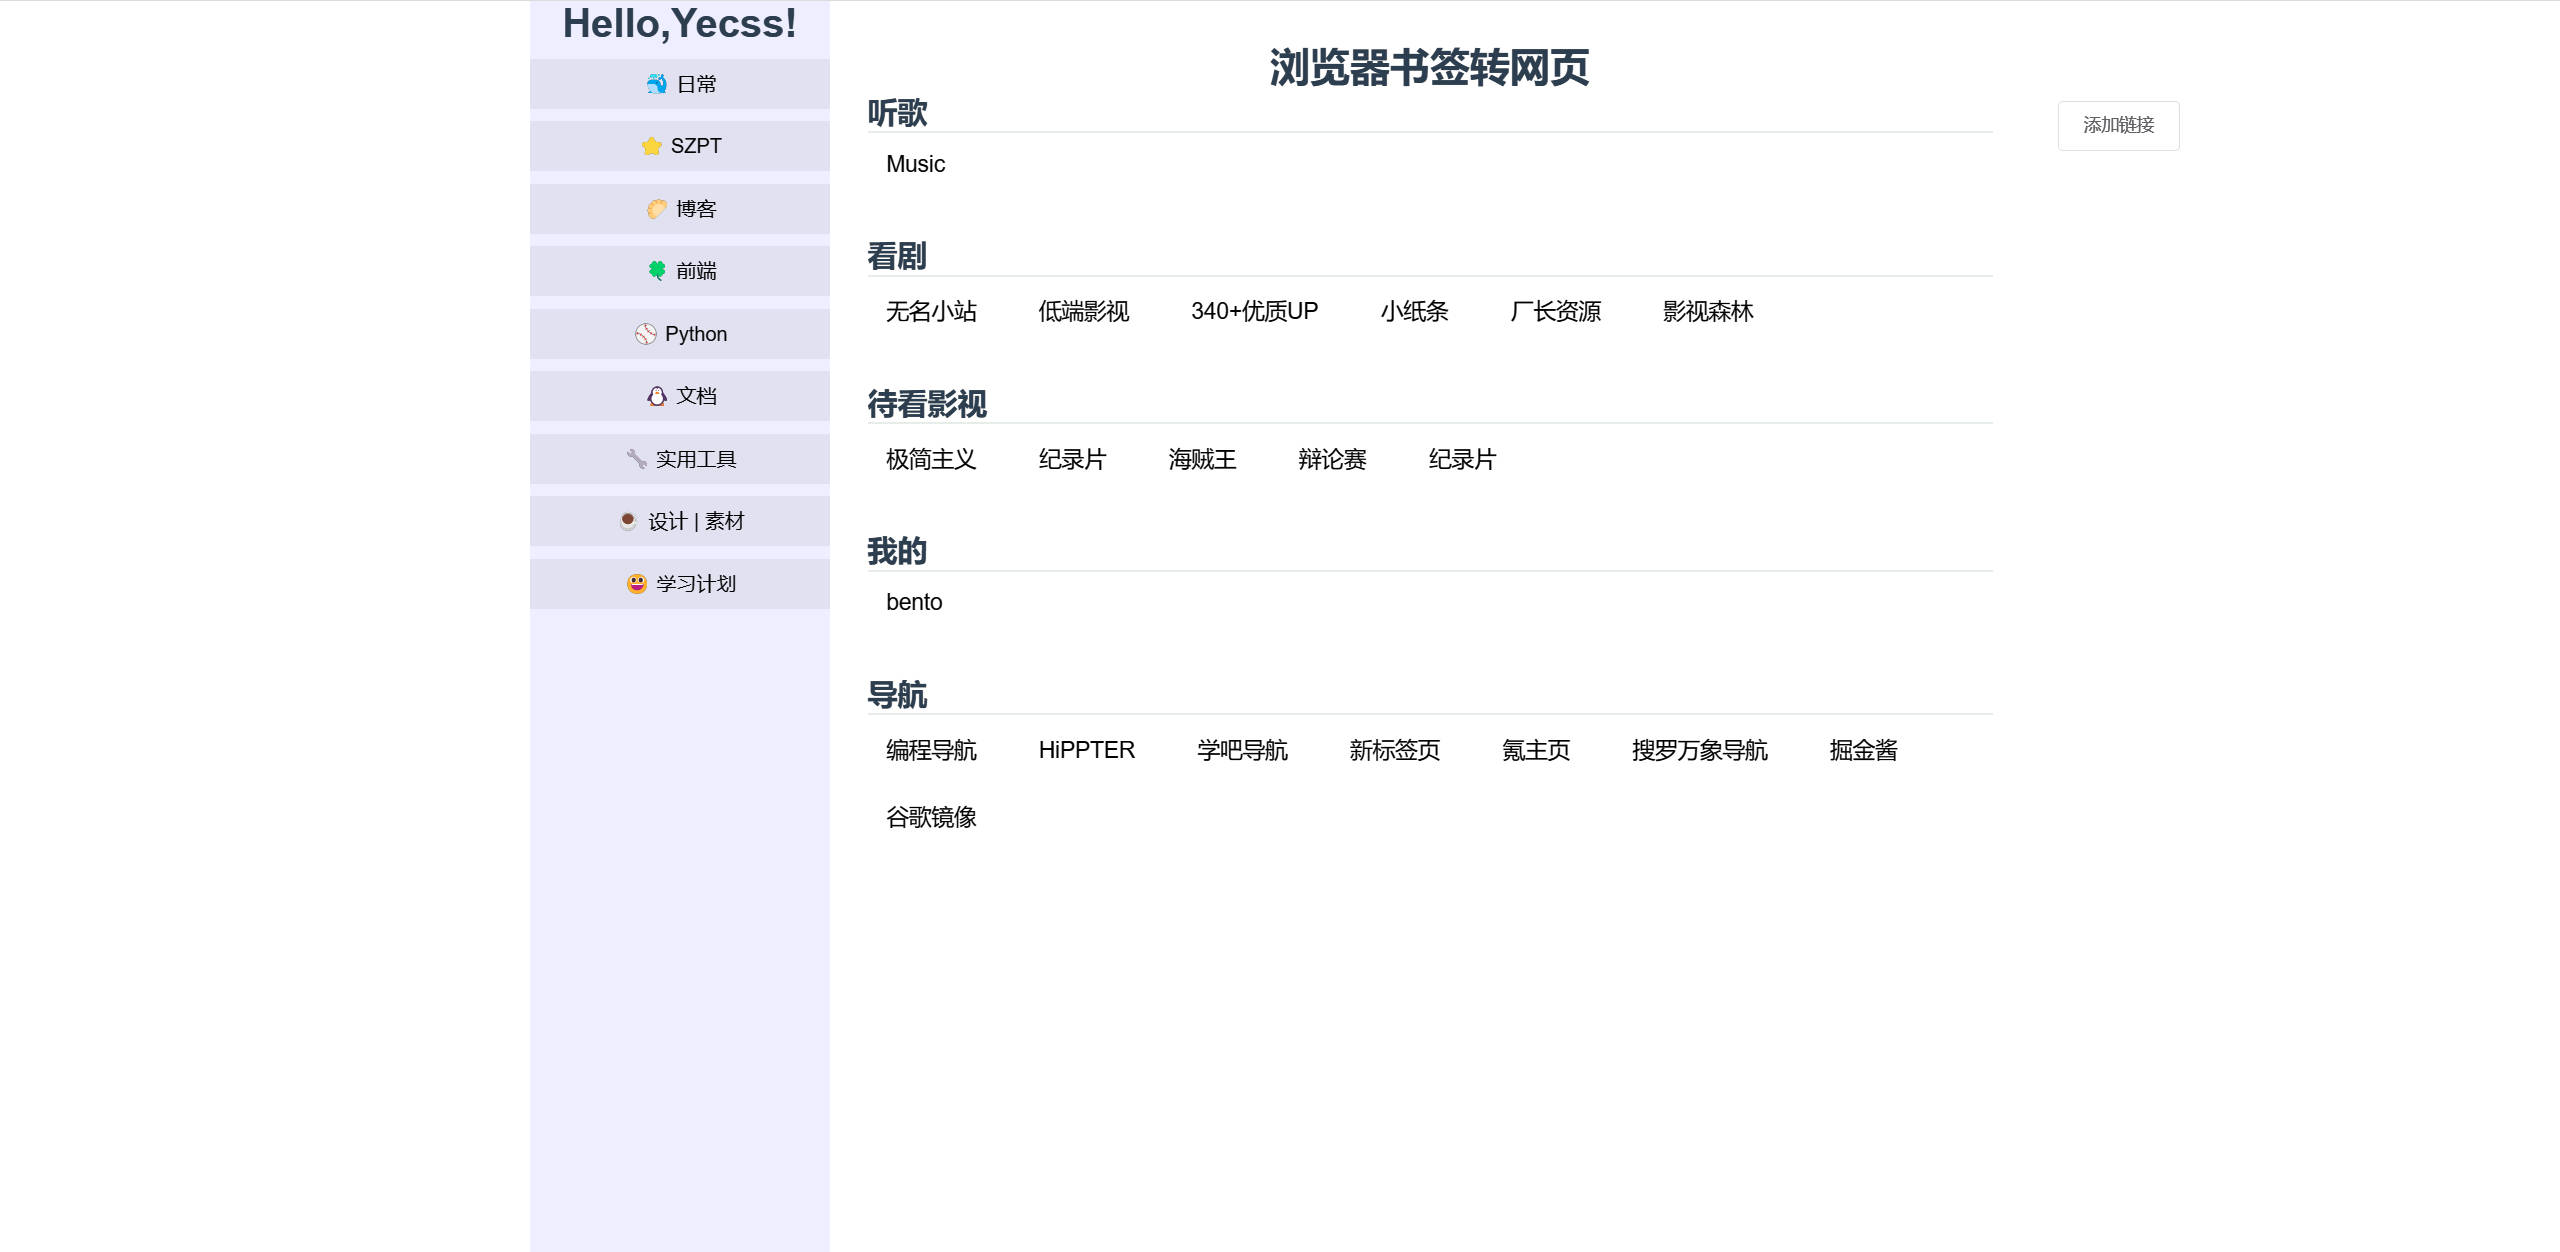 Hello,Yecss!
日常
SZPT
博客
前端
Python
文档
实用工具
设计 | 素材
学习计划
浏览器书签转网页
添加链接
听歌
Music
看剧
无名小站 低端影视 340+优质UP 小纸条 厂长资源 影视森林
待看影视
极简主义 纪录片 海贼王 辩论赛 纪录片
我的
bento
导航
编程导航 HiPPTER 学吧导航 新标签页 氪主页 搜罗万象导航 掘金酱
谷歌镜像